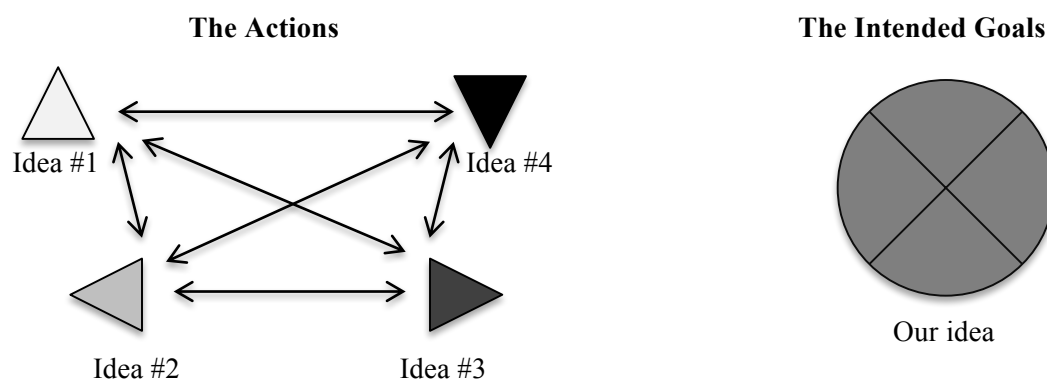 The Actions
The Intended Goals
Idea #1
Idea #4
Idea #2
Idea #3
Our idea